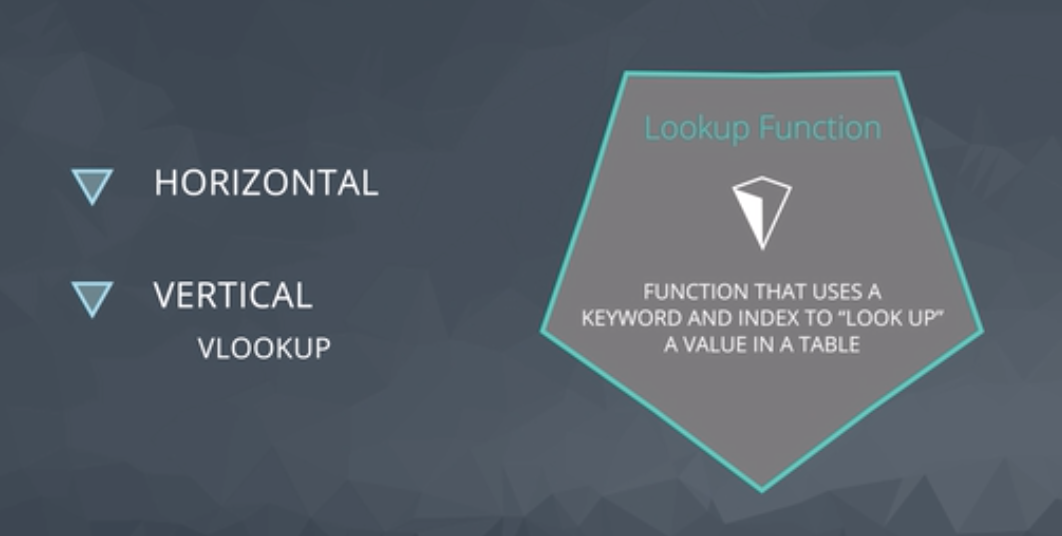 HORIZONTAL
VERTICAL
VLOOKUP
Lookup Function
FUNCTION THAT USES A
KEYWORD AND INDEX TO “LOOK UP”
A VALUE IN A TABLE